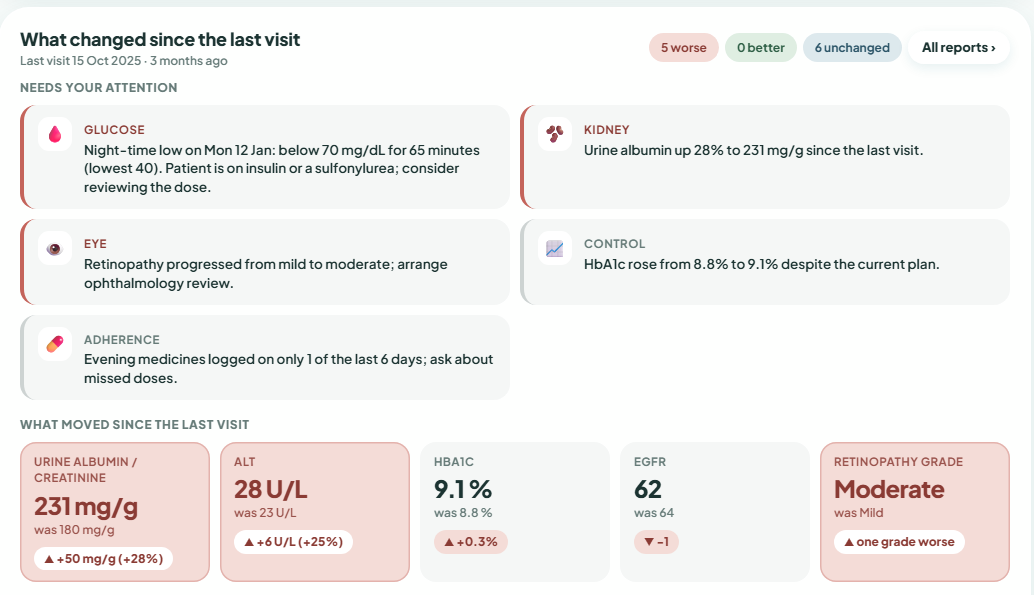 What changed since the last visit
Last visit 15 Oct 2025 · 3 months ago
5 worse
0 better
6 unchanged
All reports ›
NEEDS YOUR ATTENTION
GLUCOSE
Night-time low on Mon 12 Jan: below 70 mg/dL for 65 minutes
(lowest 40). Patient is on insulin or a sulfonylurea; consider
reviewing the dose.
KIDNEY
Urine albumin up 28% to 231 mg/g since the last visit.
EYE
Retinopathy progressed from mild to moderate; arrange
ophthalmology review.
CONTROL
HbA1c rose from 8.8% to 9.1% despite the current plan.
ADHERENCE
Evening medicines logged on only 1 of the last 6 days; ask about
missed doses.
WHAT MOVED SINCE THE LAST VISIT
URINE ALBUMIN /
CREATININE
231 mg/g
was 180 mg/g
▲ +50 mg/g (+28%)
ALT
28 U/L
was 23 U/L
▲ +6 U/L (+25%)
HBA1C
9.1 %
was 8.8 %
▲ +0.3%
EGFR
62
was 64
▼ -1
RETINOPATHY GRADE
Moderate
was Mild
▲ one grade worse